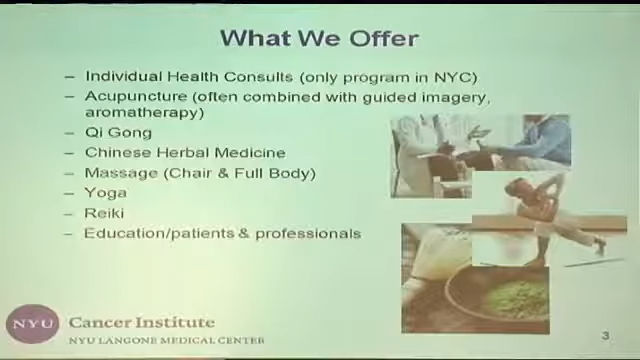 What We Offer
– Individual Health Consults (only program in NYC)
– Acupuncture (often combined with guided imagery,
aromatherapy)
– Qi Gong
– Chinese Herbal Medicine
– Massage (Chair & Full Body)
– Yoga
– Reiki
– Education/patients & professionals
NYU Cancer Institute
NYU LANGONE MEDICAL CENTER
3